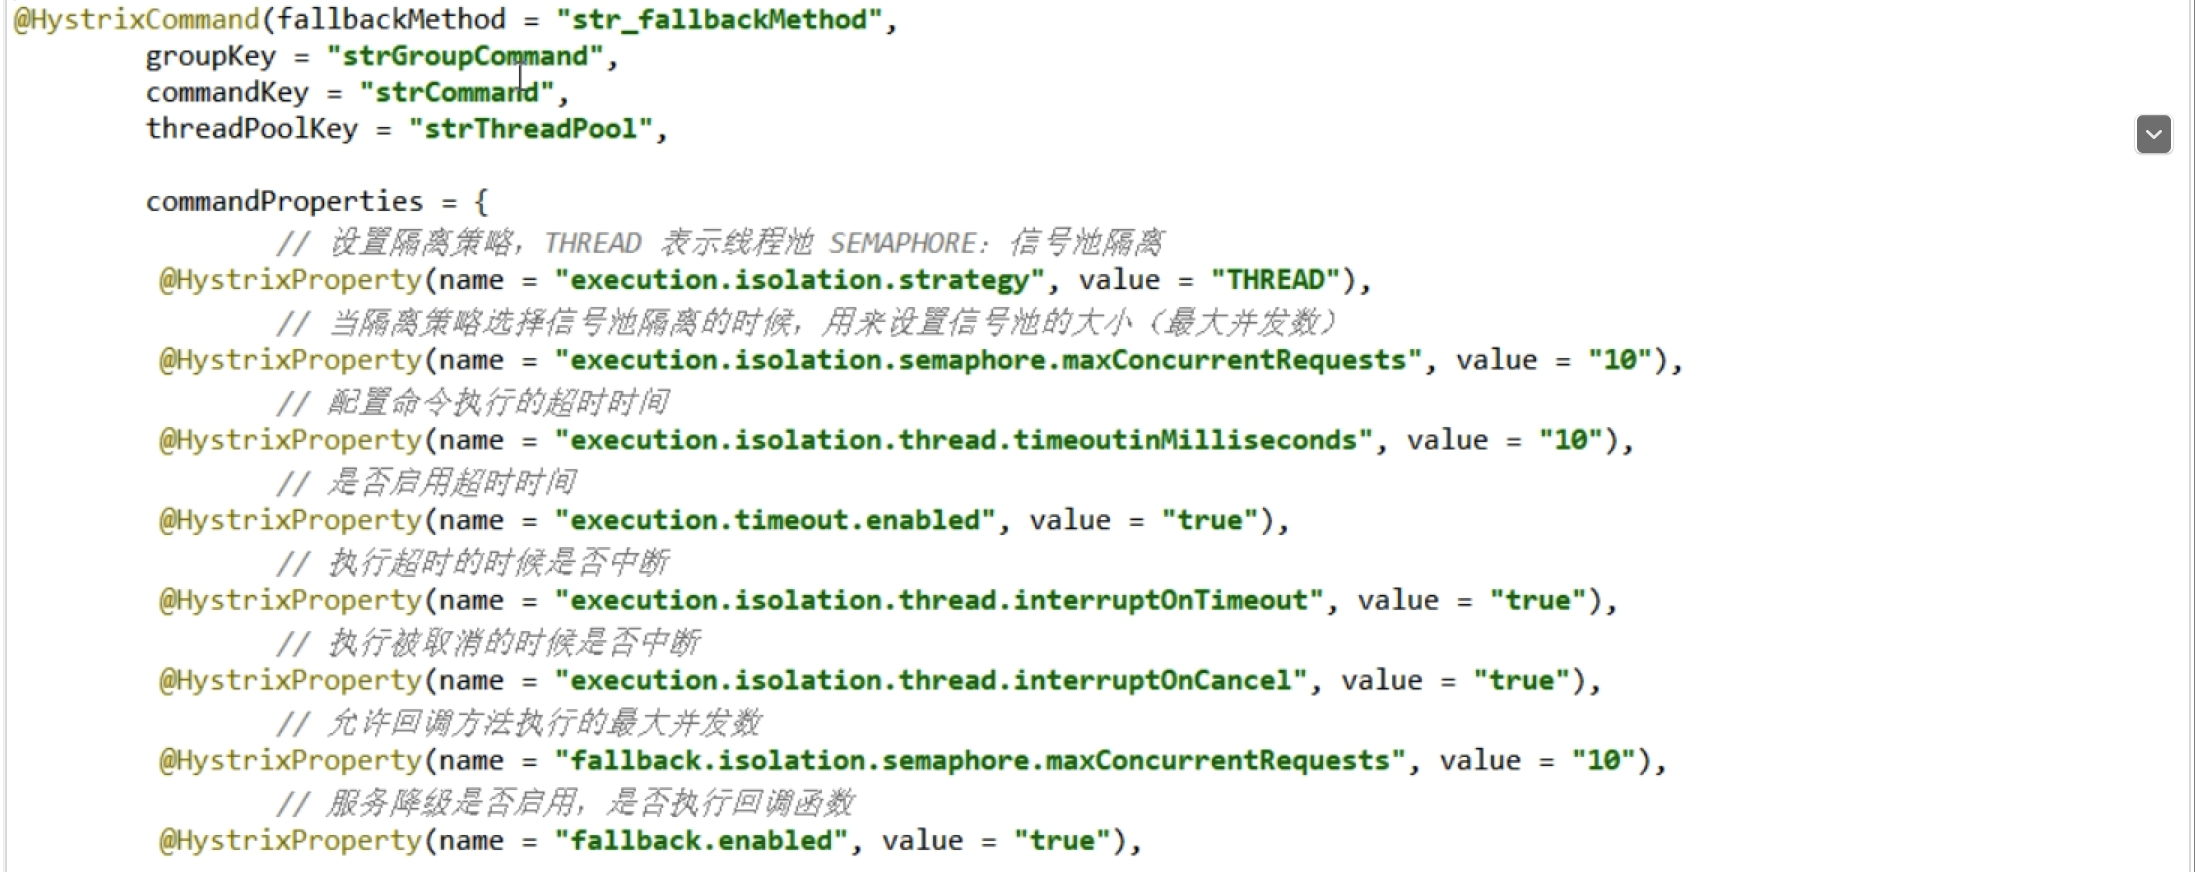 @HystrixCommand(fallbackMethod = "str_fallbackMethod",
groupKey = "strGroupCommand",
commandKey = "strCommand",
threadPoolKey = "strThreadPool",
commandProperties = {
// 设置隔离策略，THREAD 表示线程池 SEMAPHORE：信号池隔离
@HystrixProperty(name = "execution.isolation.strategy", value = "THREAD"),
// 当隔离策略选择信号池隔离的时候，用来设置信号池的大小（最大并发数）
@HystrixProperty(name = "execution.isolation.semaphore.maxConcurrentRequests", value = "10"),
// 配置命令执行的超时时间
@HystrixProperty(name = "execution.isolation.thread.timeoutinMilliseconds", value = "10"),
// 是否启用超时时间
@HystrixProperty(name = "execution.timeout.enabled", value = "true"),
// 执行超时的时候是否中断
@HystrixProperty(name = "execution.isolation.thread.interruptOnTimeout", value = "true"),
// 执行被取消的时候是否中断
@HystrixProperty(name = "execution.isolation.thread.interruptOnCancel", value = "true"),
// 允许回调方法执行的最大并发数
@HystrixProperty(name = "fallback.isolation.semaphore.maxConcurrentRequests", value = "10"),
// 服务降级是否启用，是否执行回调函数
@HystrixProperty(name = "fallback.enabled", value = "true"),